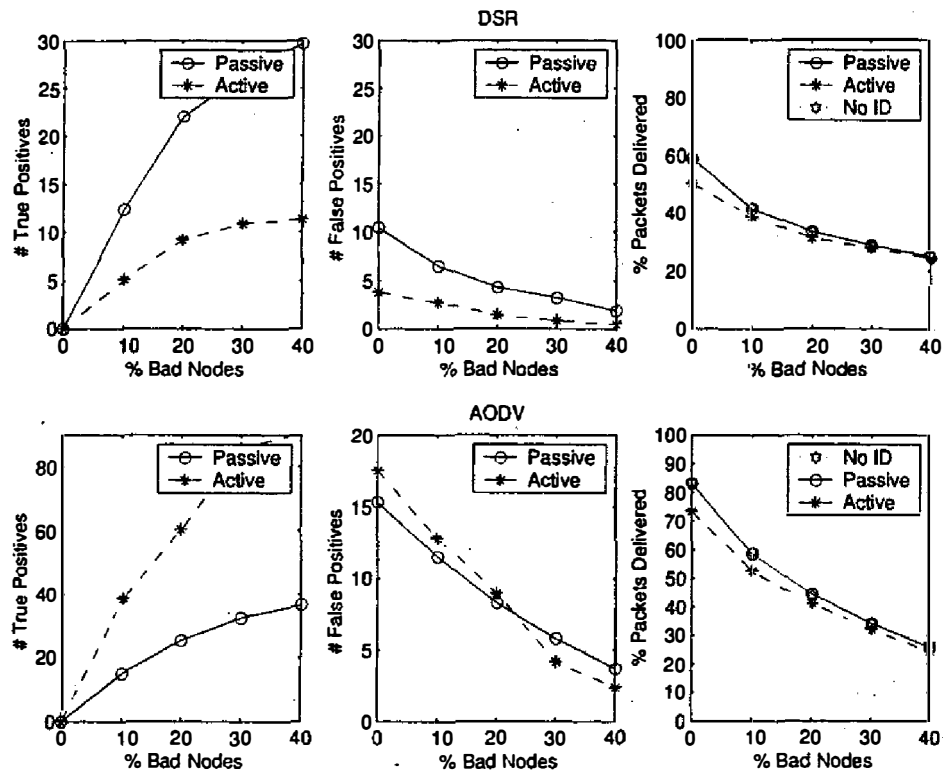 DSR
# True Positives
30
25
20
15
10
5
0
Passive
Active
0 10 20 30 40
% Bad Nodes
# False Positives
30
25
20
15
10
5
0
Passive
Active
0 10 20 30 40
% Bad Nodes
% Packets Delivered
100
80
60
40
20
0
Passive
Active
No ID
0 10 20 30 40
% Bad Nodes
AODV
# True Positives
80
60
40
20
0
Passive
Active
0 10 20 30 40
% Bad Nodes
# False Positives
20
15
10
5
0
Passive
Active
0 10 20 30 40
% Bad Nodes
% Packets Delivered
100
90
80
70
60
50
40
30
20
10
0
No ID
Passive
Active
0 10 20 30 40
% Bad Nodes